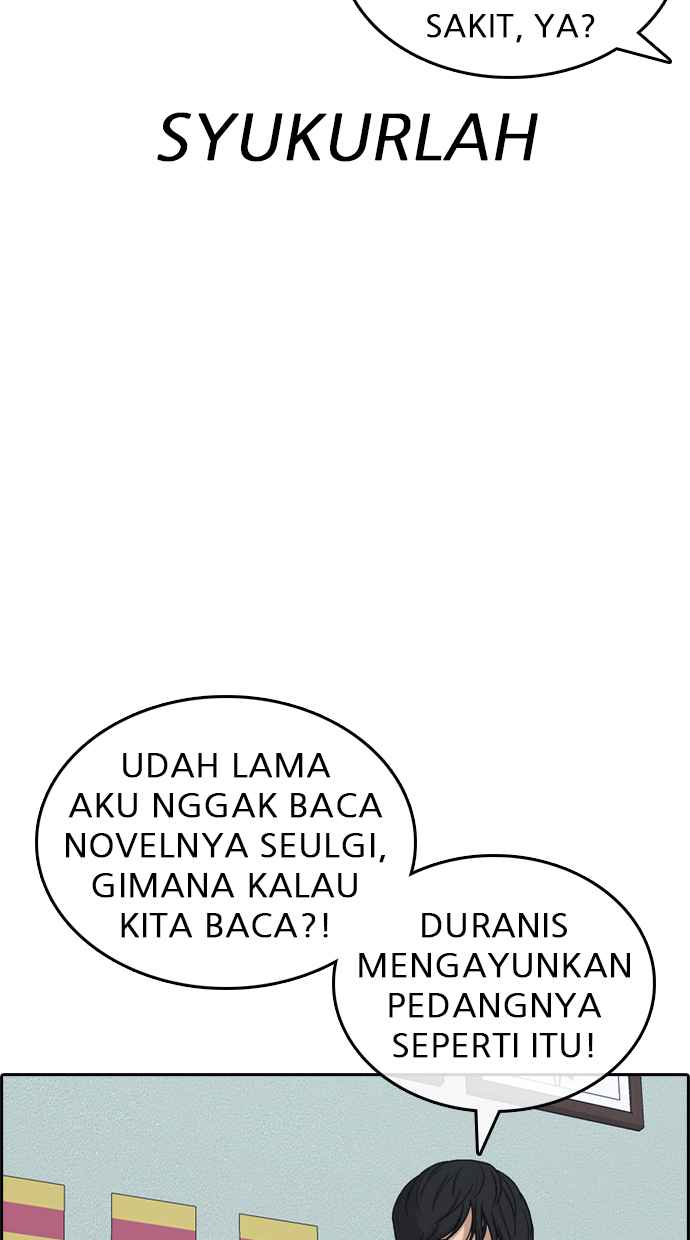 SAKIT, YA?
SYUKURLAH
UDAH LAMA
AKU NGGAK BACA
NOVELNYA SEULGI,
GIMANA KALAU
KITA BACA?!
DURANIS
MENGAYUNKAN
PEDANGNYA
SEPERTI ITU!